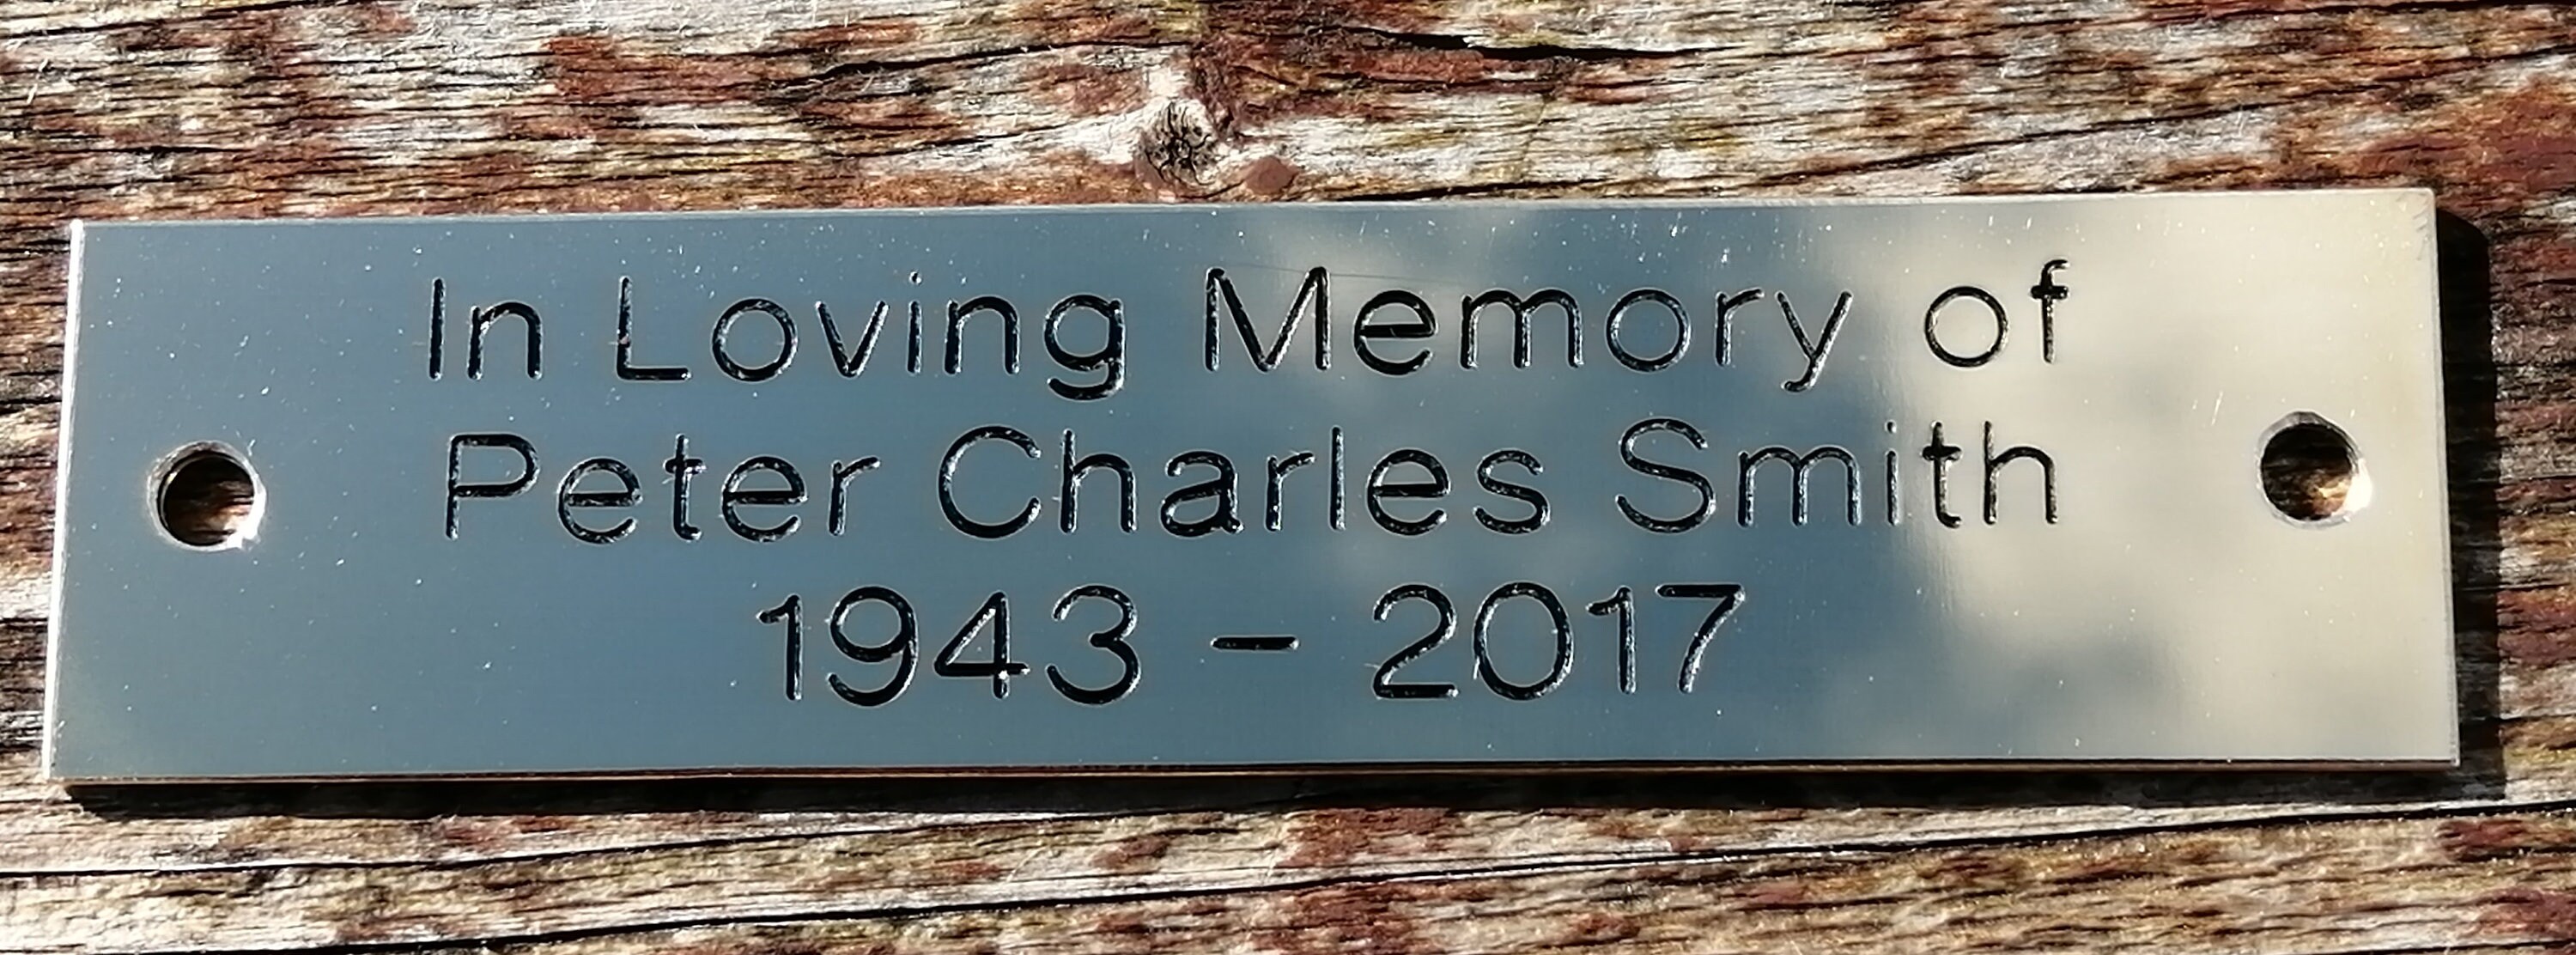 In Loving Memory of
Peter Charles Smith
1943 - 2017